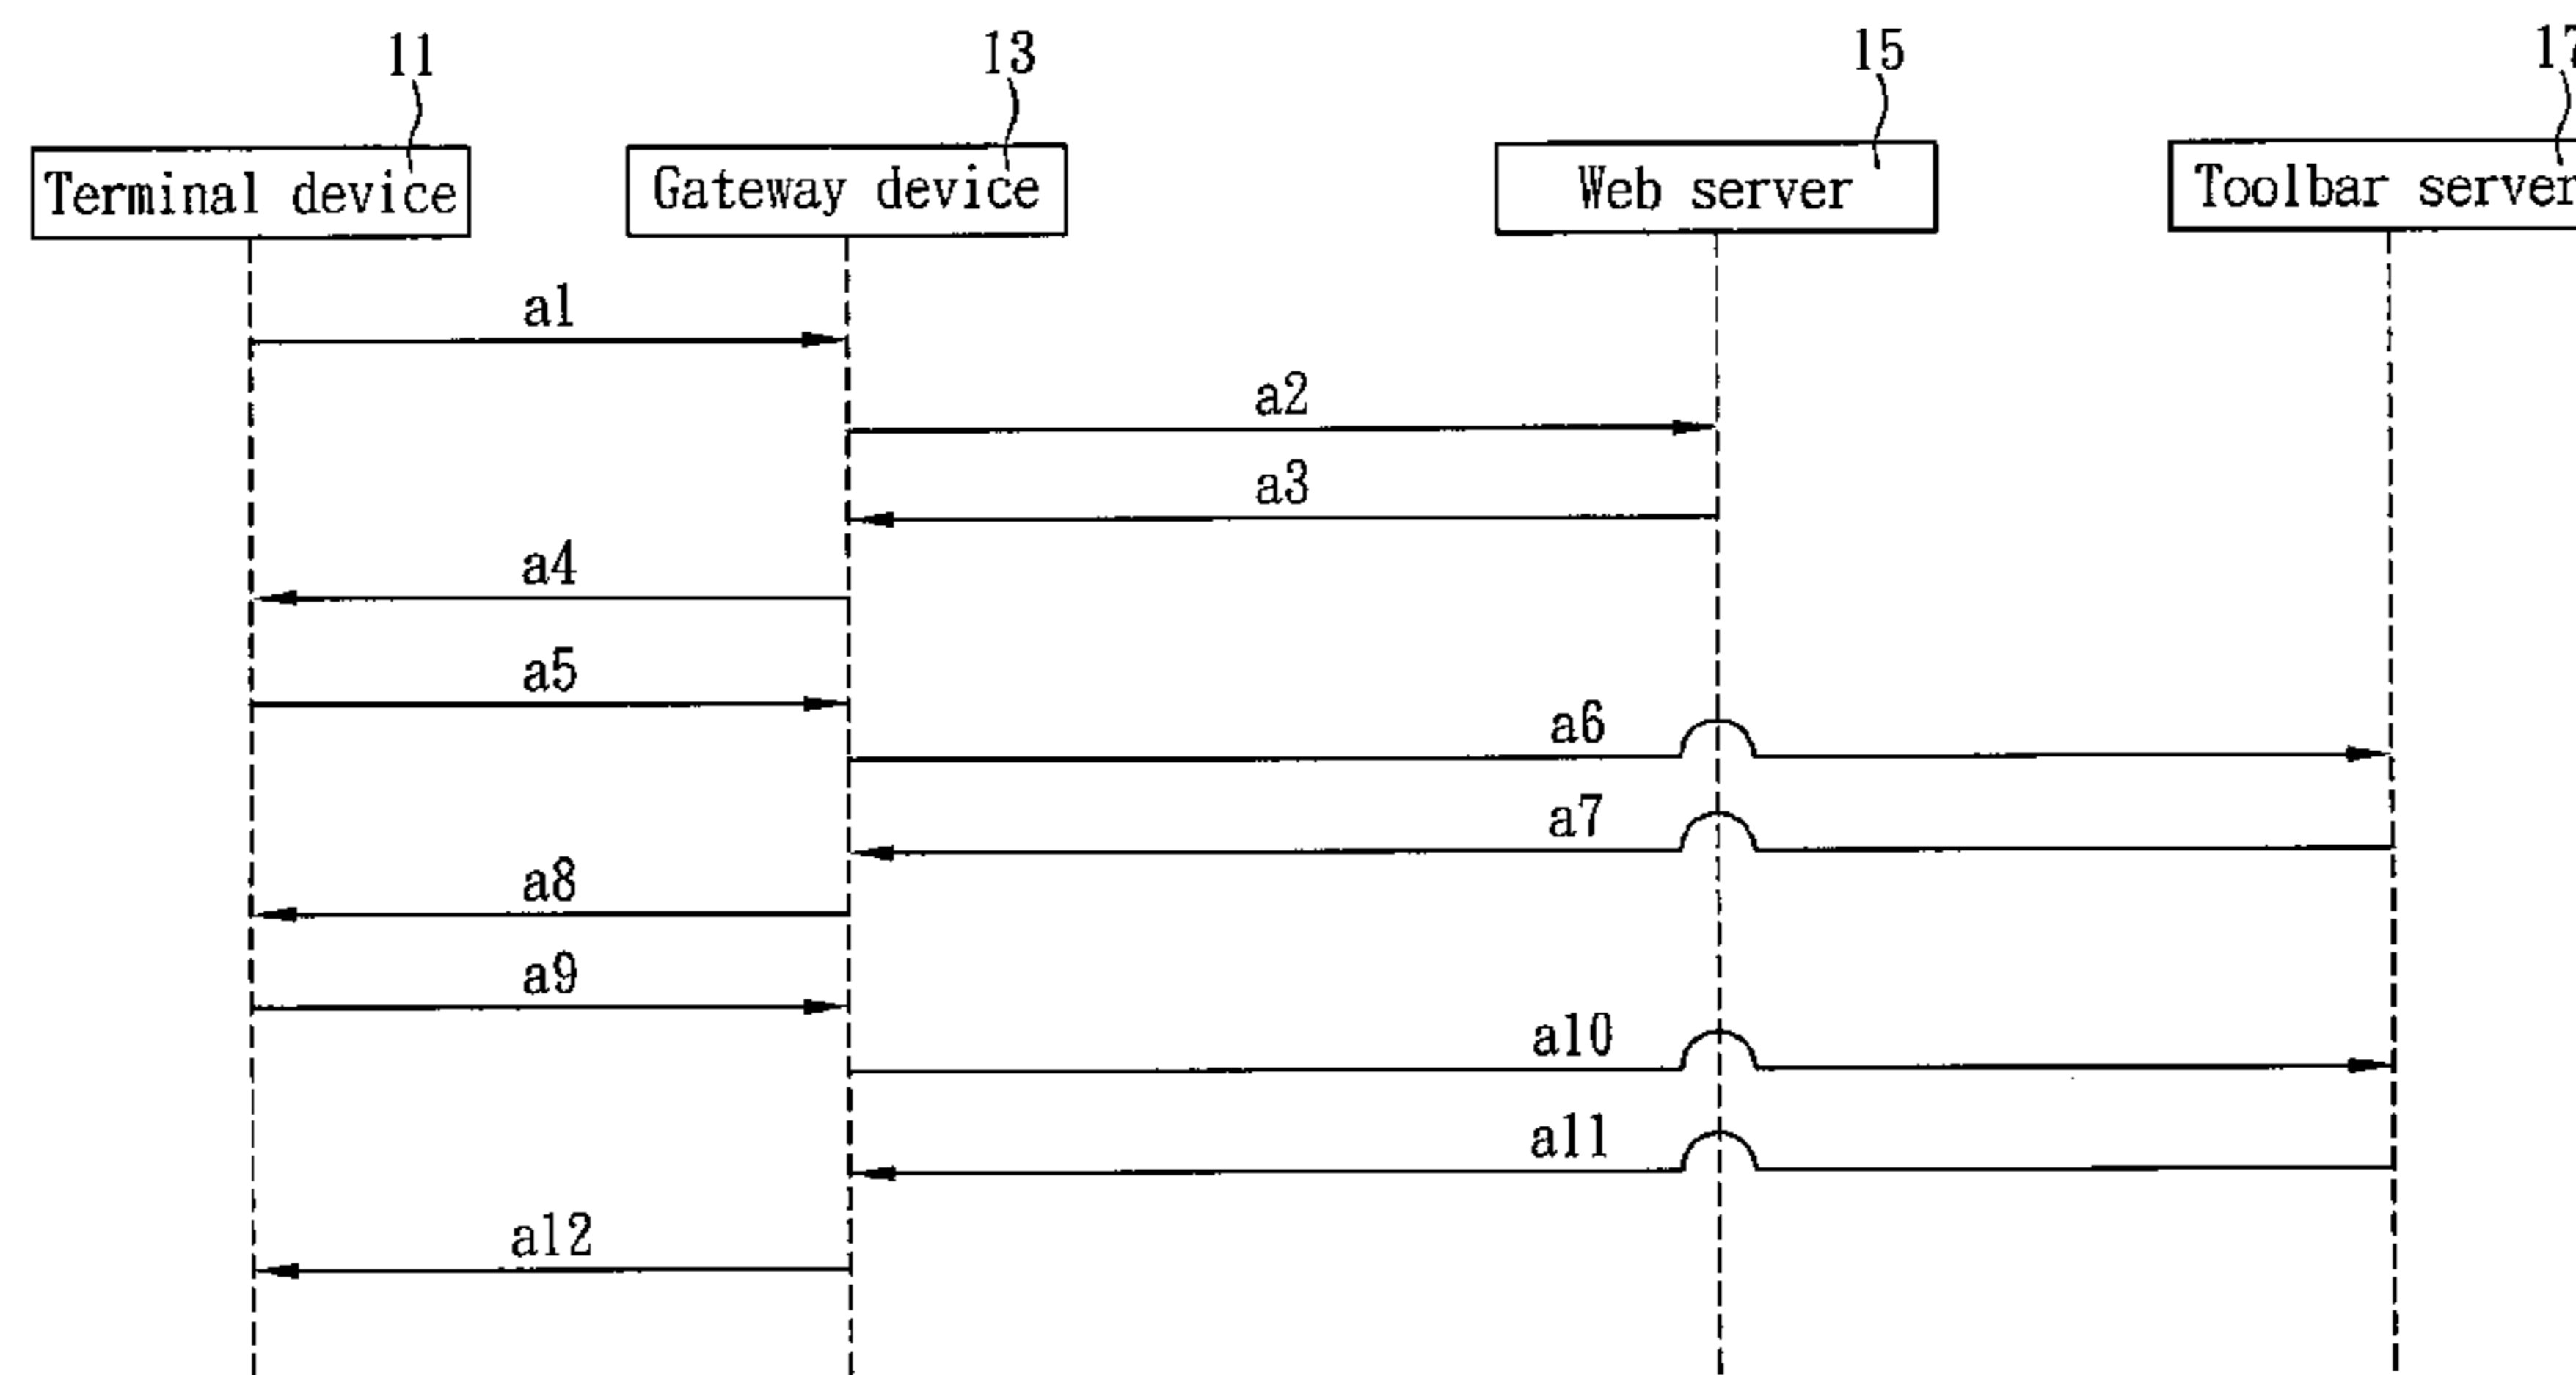 11 13 15 17
Terminal device Gateway device Web server Toolbar server
a1
a2
a3
a4
a5
a6
a7
a8
a9
a10
a11
a12